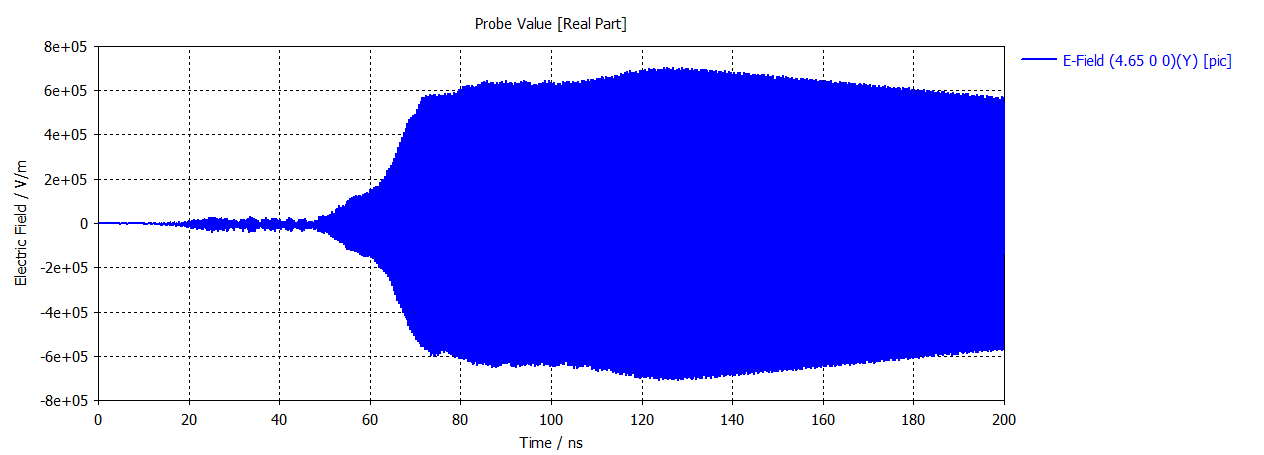 Probe Value [Real Part]
8e+05
6e+05
4e+05
2e+05
0
-2e+05
-4e+05
-6e+05
-8e+05
Electric Field / V/m
0 20 40 60 80 100 120 140 160 180 200
Time / ns
E-Field (4.65 0 0)(Y) [pic]